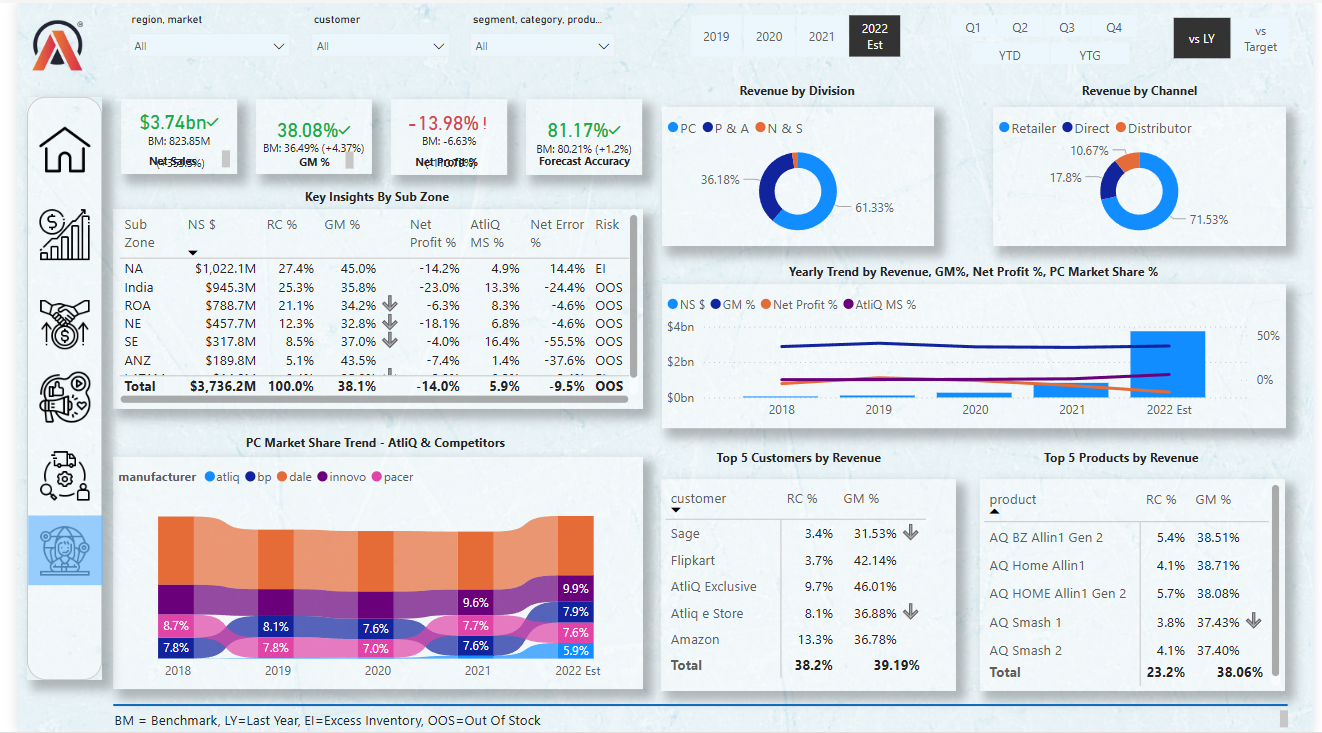 region, market
customer
segment, category, produ...
All
All
All
2019
2020
2021
2022
Est
Q1
Q2
Q3
Q4
YTD
YTG
vs LY
vs
Target
$3.74bn✓
BM: 823.85M
Net Sales
38.08%✓
BM: 36.49% (+4.37%)
GM %
-13.98% !
BM: -6.63%
Net Profit %
81.17%✓
BM: 80.21% (+1.2%)
Forecast Accuracy
Key Insights By Sub Zone
Sub Zone NS $ RC % GM % Net Profit % AtliQ MS % Net Error % Risk
NA $1,022.1M 27.4% 45.0% -14.2% 4.9% 14.4% EI
India $945.3M 25.3% 35.8% -23.0% 13.3% -24.4% OOS
ROA $788.7M 21.1% 34.2% -6.3% 8.3% -4.6% OOS
NE $457.7M 12.3% 32.8% -18.1% 6.8% -4.6% OOS
SE $317.8M 8.5% 37.0% -4.0% 16.4% -55.5% OOS
ANZ $189.8M 5.1% 43.5% -7.4% 1.4% -37.6% OOS
Total $3,736.2M 100.0% 38.1% -14.0% 5.9% -9.5% OOS
Revenue by Division
PC P & A N & S
36.18%
61.33%
Revenue by Channel
Retailer Direct Distributor
10.67%
17.8%
71.53%
Yearly Trend by Revenue, GM%, Net Profit %, PC Market Share %
NS $ GM % Net Profit % AtliQ MS %
$4bn
$2bn
$0bn
50%
0%
2018 2019 2020 2021 2022 Est
PC Market Share Trend - AtliQ & Competitors
manufacturer atliq bp dale innovo pacer
8.7%
7.8%
8.1%
7.8%
7.6%
7.0%
9.6%
7.7%
7.6%
9.9%
7.9%
7.6%
5.9%
2018 2019 2020 2021 2022 Est
Top 5 Customers by Revenue
customer RC % GM %
Sage 3.4% 31.53%
Flipkart 3.7% 42.14%
AtliQ Exclusive 9.7% 46.01%
Atliq e Store 8.1% 36.88%
Amazon 13.3% 36.78%
Total 38.2% 39.19%
Top 5 Products by Revenue
product RC % GM %
AQ BZ Allin1 Gen 2 5.4% 38.51%
AQ Home Allin1 4.1% 38.71%
AQ HOME Allin1 Gen 2 5.7% 38.08%
AQ Smash 1 3.8% 37.43%
AQ Smash 2 4.1% 37.40%
Total 23.2% 38.06%
BM = Benchmark, LY=Last Year, EI=Excess Inventory, OOS=Out Of Stock